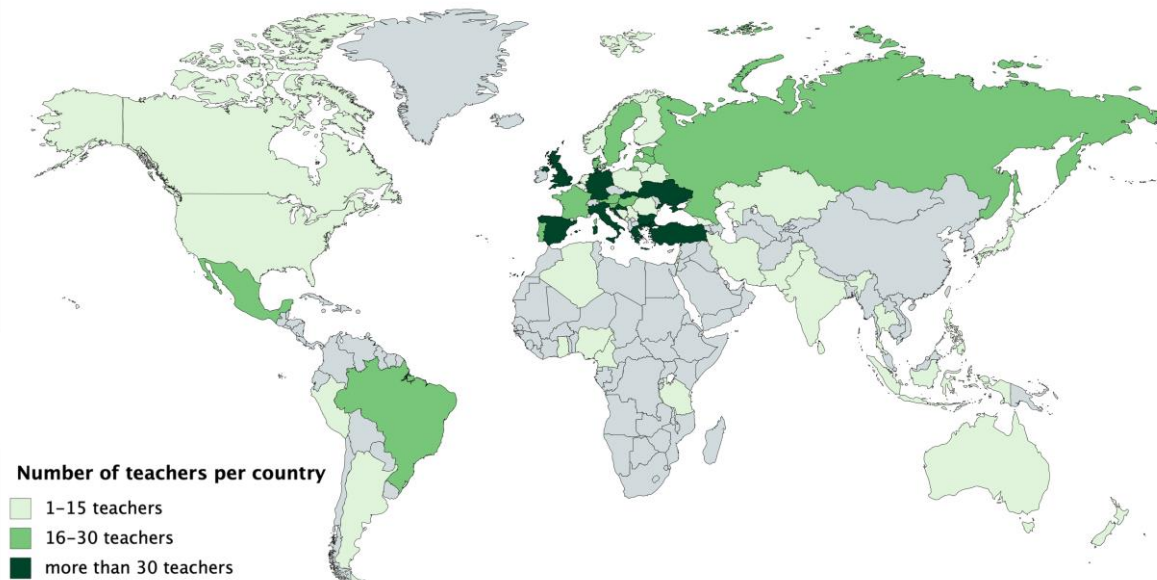 Number of teachers per country
1–15 teachers
16–30 teachers
more than 30 teachers